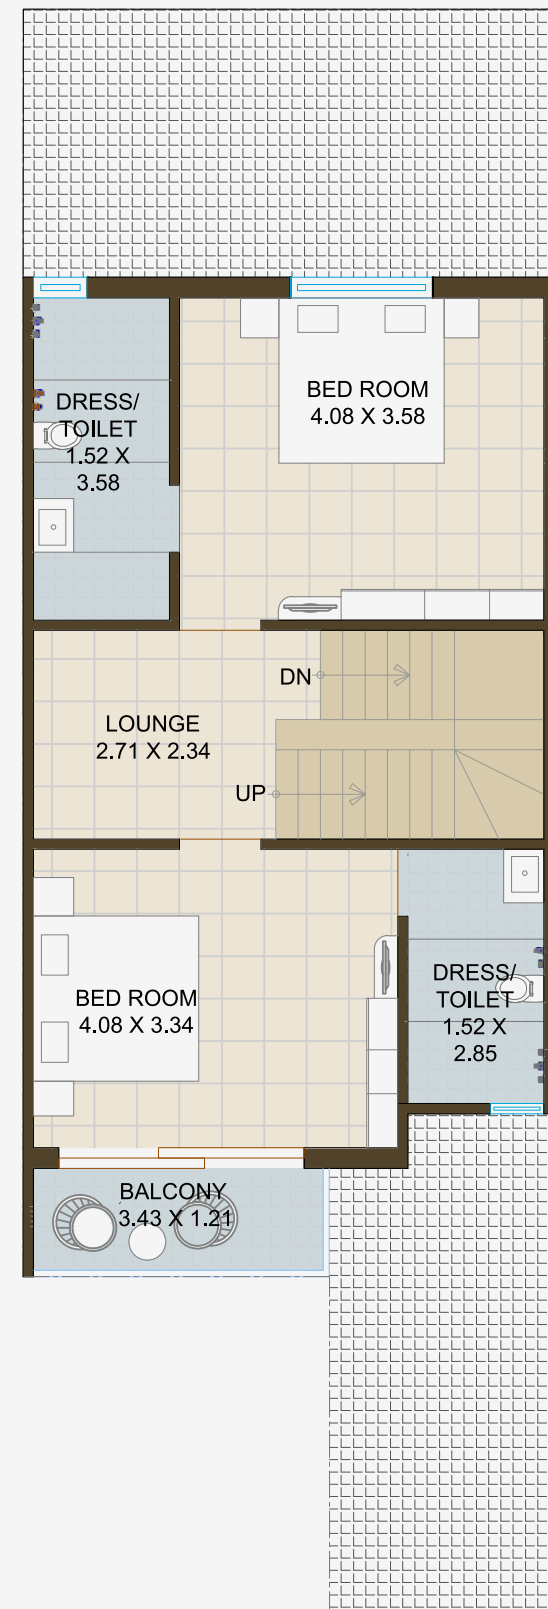 BED ROOM
4.08 X 3.58
DRESS/
TOILET
1.52 X
3.58
DN
LOUNGE
2.71 X 2.34
UP
DRESS/
TOILET
1.52 X
2.85
BED ROOM
4.08 X 3.34
BALCONY
3.43 X 1.21